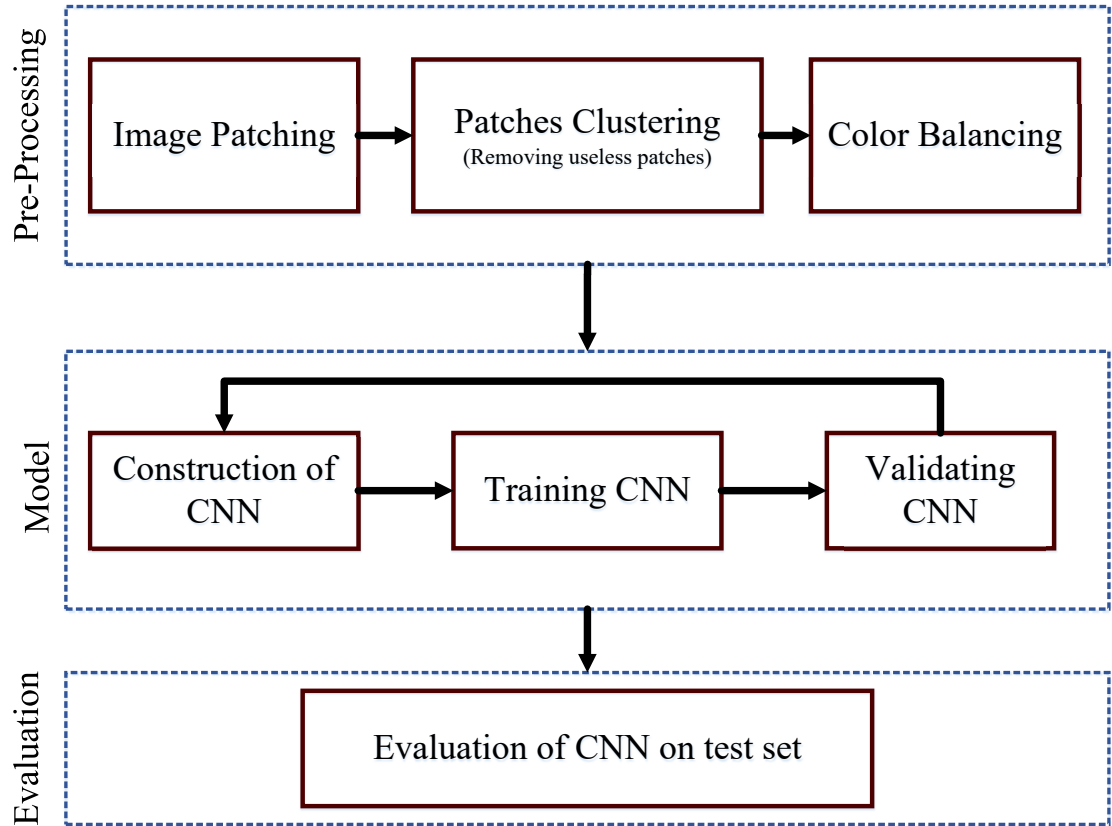 Pre-Processing
Image Patching
Patches Clustering
(Removing useless patches)
Color Balancing
Model
Construction of
CNN
Training CNN
Validating
CNN
Evaluation
Evaluation of CNN on test set